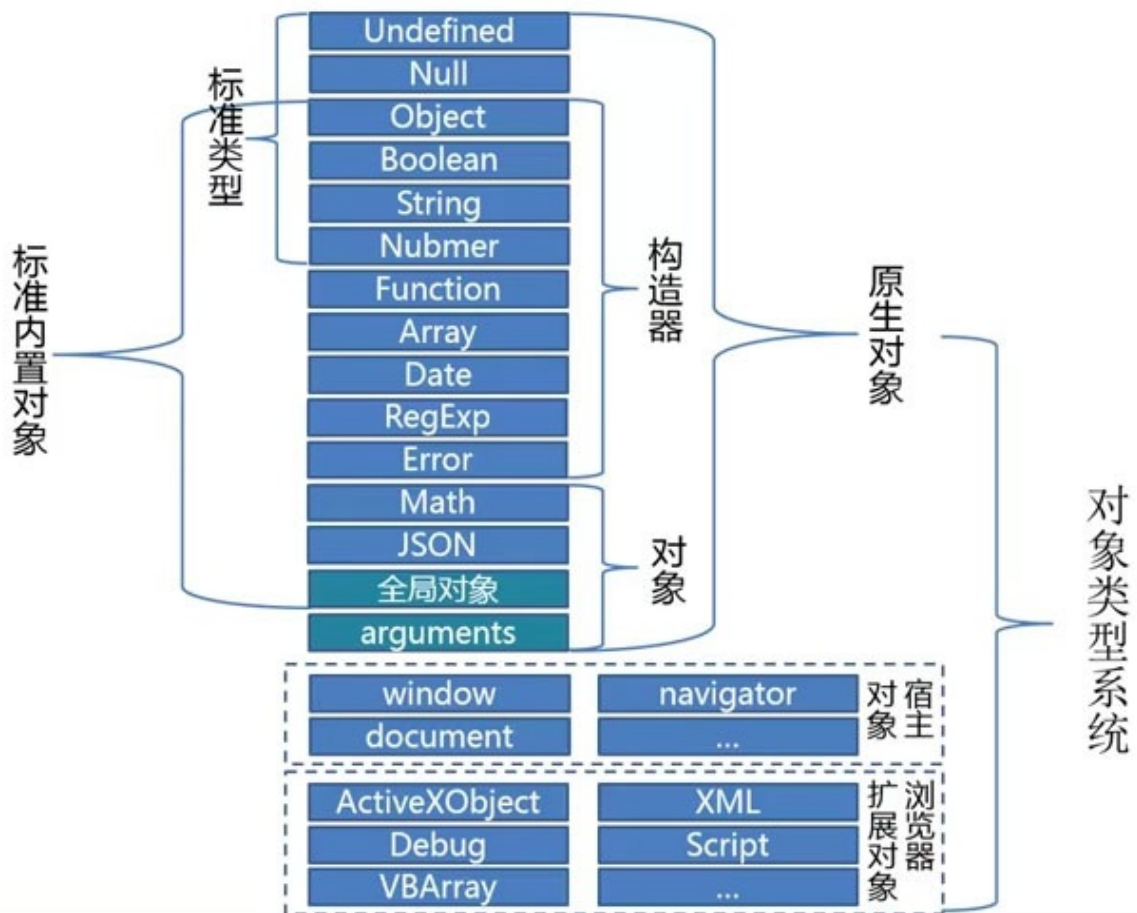 Undefined
Null
Object
Boolean
String
Nubmer
Function
Array
Date
RegExp
Error
Math
JSON
全局对象
arguments
标准类型
标准内置对象
构造器
对象
原生对象
对象类型系统
window
navigator
document
...
宿主
对象
ActiveXObject
XML
Debug
Script
VBArray
...
浏览器
扩展对象